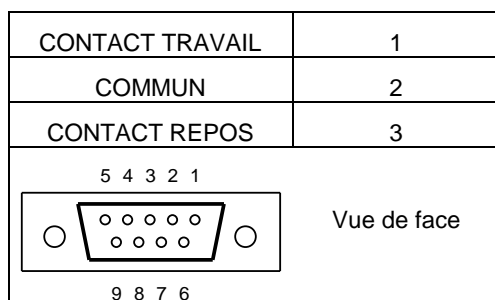 CONTACT TRAVAIL 1
COMMUN 2
CONTACT REPOS 3
5 4 3 2 1
Vue de face
9 8 7 6